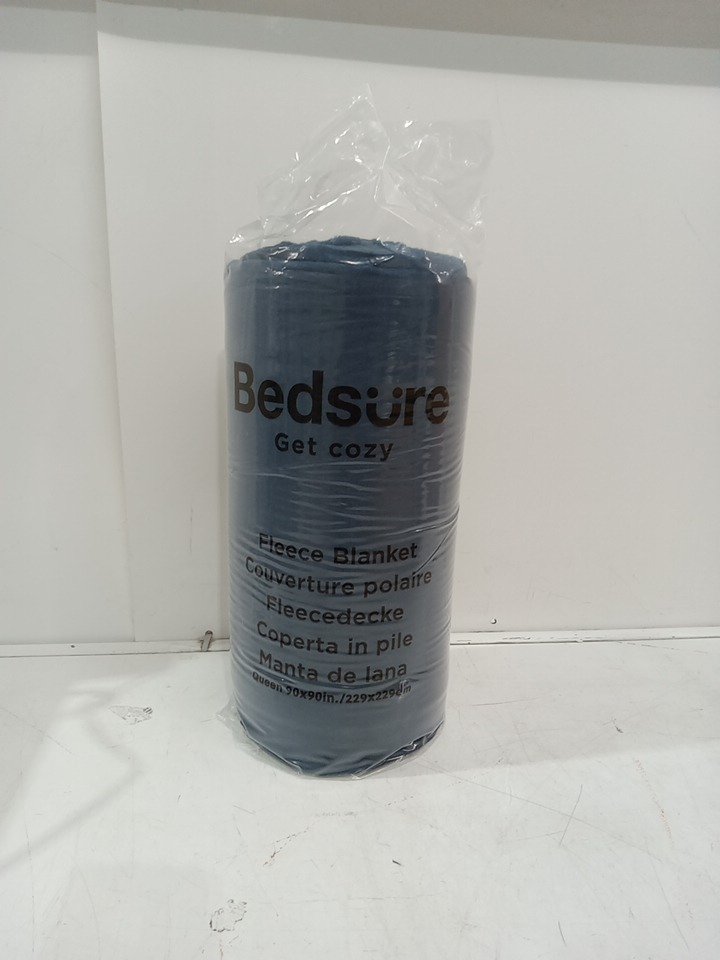 Bedsure
Get cozy
Fleece Blanket
Couverture polaire
Fleecedecke
Coperta in pile
Manta de lana
Queen 90x90in./229x229cm